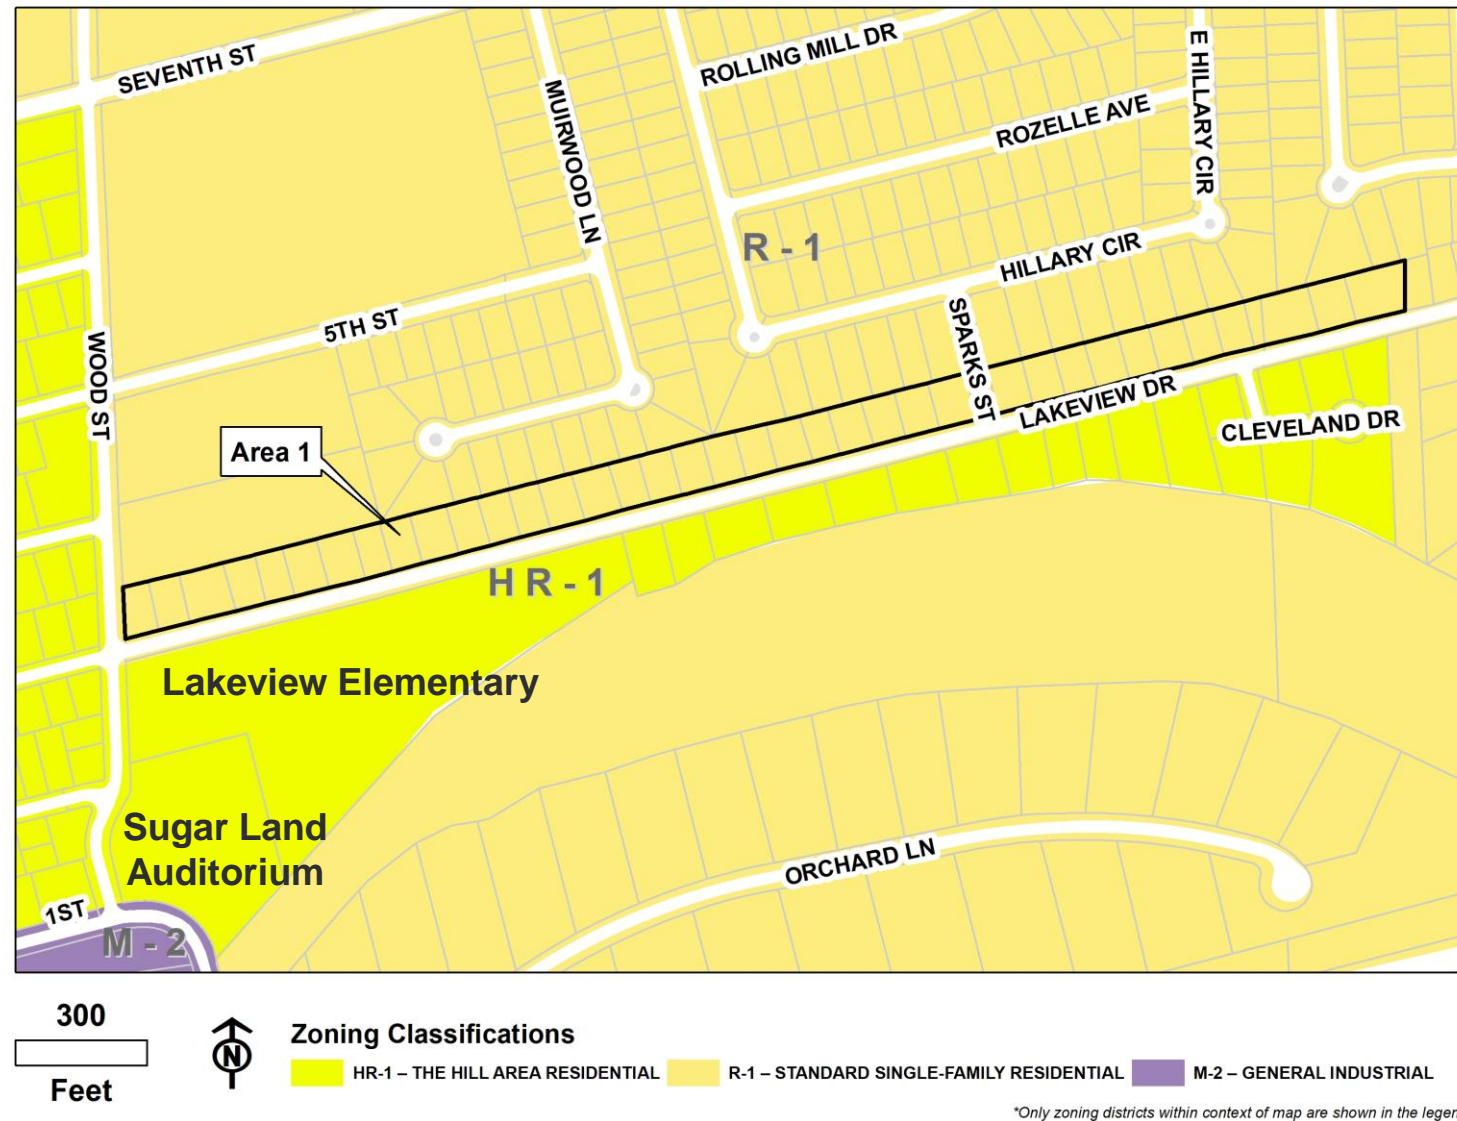 SEVENTH ST
MUIRWOOD LN
ROLLING MILL DR
ROZELLE AVE
E HILLARY CIR
R - 1
HILLARY CIR
5TH ST
SPARKS ST
WOOD ST
LAKEVIEW DR
CLEVELAND DR
Area 1
H R - 1
Lakeview Elementary
Sugar Land
Auditorium
ORCHARD LN
1ST
M - 2
300
Feet
N
Zoning Classifications
HR-1 – THE HILL AREA RESIDENTIAL
R-1 – STANDARD SINGLE-FAMILY RESIDENTIAL
M-2 – GENERAL INDUSTRIAL
*Only zoning districts within context of map are shown in the legen